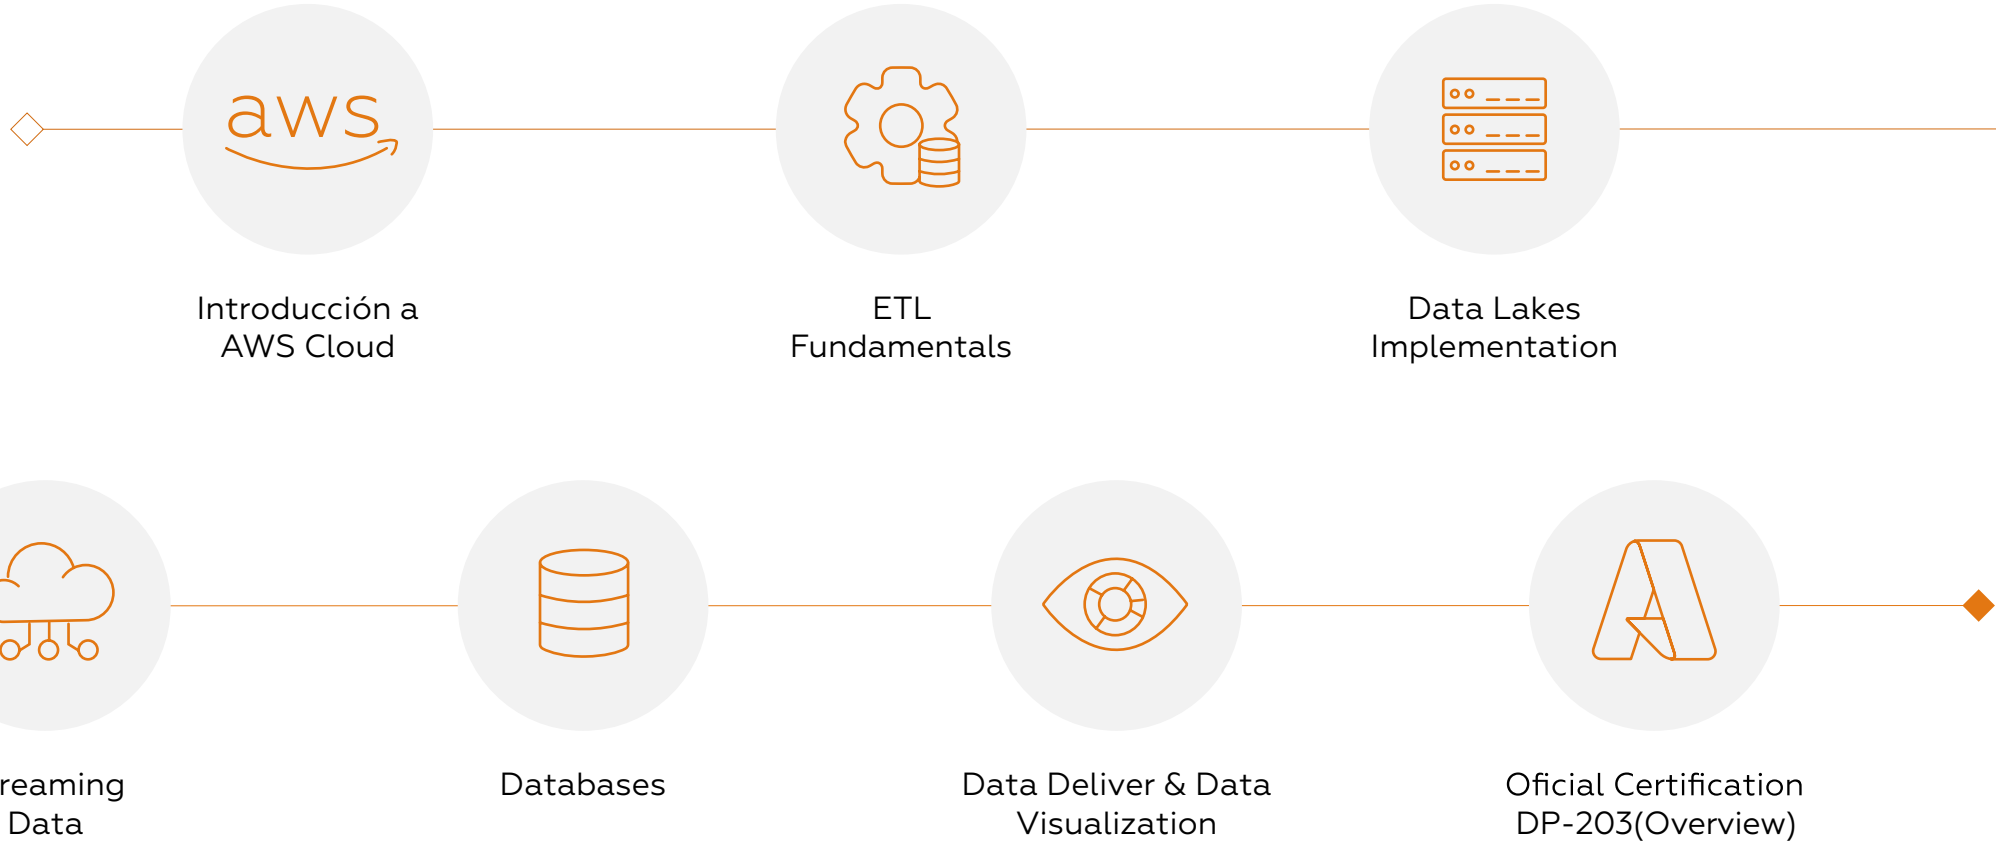 aws
Introducción a
AWS Cloud
ETL
Fundamentals
Data Lakes
Implementation
reaming
Data
Databases
Data Deliver & Data
Visualization
Oficial Certification
DP-203(Overview)